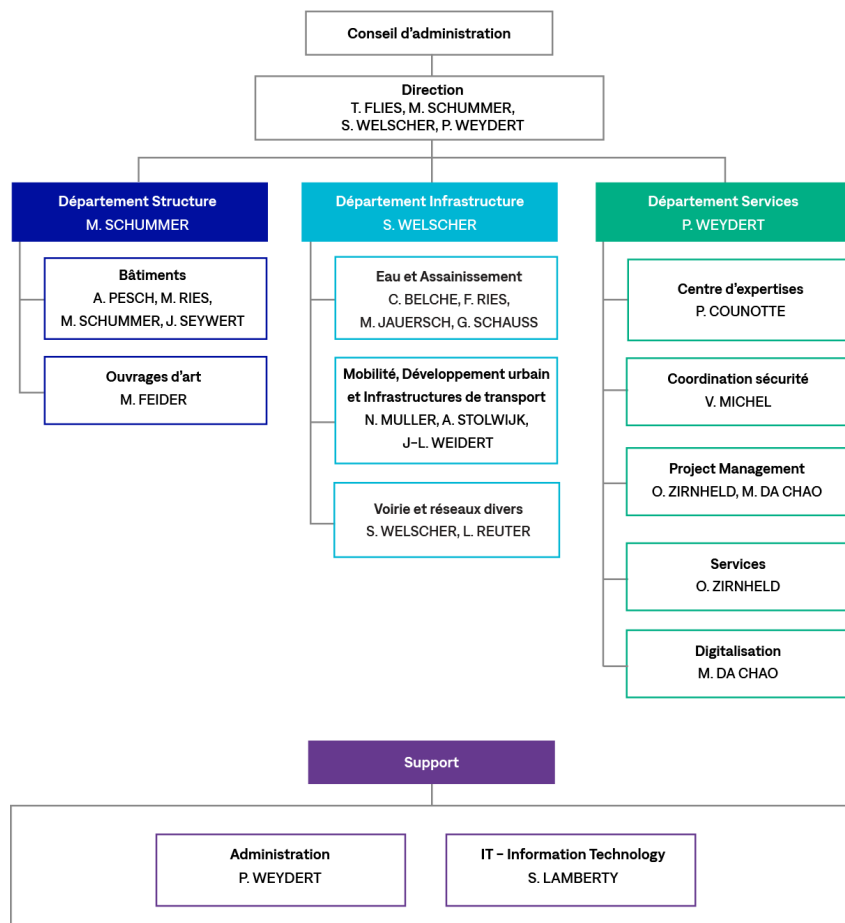 Conseil d'administration
Direction
T. FLIES, M. SCHUMMER,
S. WELSCHER, P. WEYDERT
Département Structure
M. SCHUMMER
Bâtiments
A. PESCH, M. RIES,
M. SCHUMMER, J. SEYWERT
Ouvrages d'art
M. FEIDER
Département Infrastructure
S. WELSCHER
Eau et Assainissement
C. BELCHE, F. RIES,
M. JAUERSCH, G. SCHAUSS
Mobilité, Développement urbain
et Infrastructures de transport
N. MULLER, A. STOLWIJK,
J-L. WEIDERT
Voirie et réseaux divers
S. WELSCHER, L. REUTER
Département Services
P. WEYDERT
Centre d'expertises
P. COUNOTTE
Coordination sécurité
V. MICHEL
Project Management
O. ZIRNHELD, M. DA CHAO
Services
O. ZIRNHELD
Digitalisation
M. DA CHAO
Support
Administration
P. WEYDERT
IT – Information Technology
S. LAMBERTY